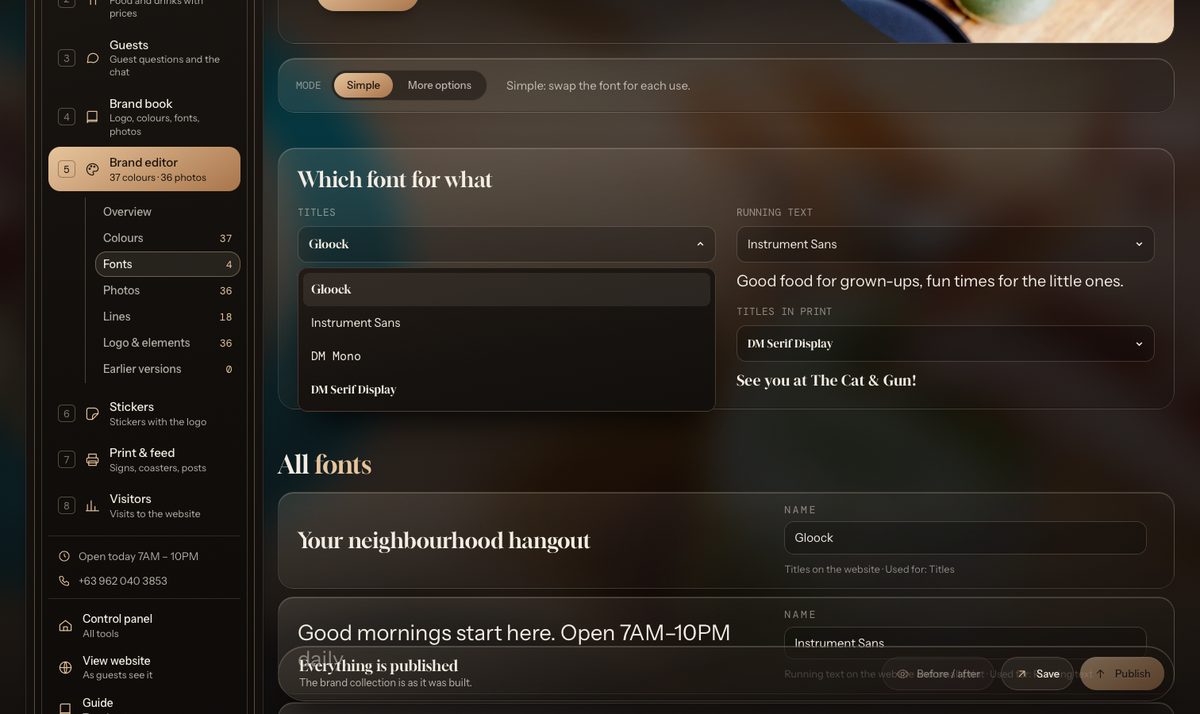 2
Food and drinks with
prices
3
Guests
Guest questions and the
chat
4
Brand book
Logo, colours, fonts,
photos
5
Brand editor
37 colours · 36 photos
Overview
Colours 37
Fonts 4
Photos 36
Lines 18
Logo & elements 36
Earlier versions 0
6
Stickers
Stickers with the logo
7
Print & feed
Signs, coasters, posts
8
Visitors
Visits to the website
Open today 7AM – 10PM
+63 962 040 3853
Control panel
All tools
View website
As guests see it
Guide
MODE Simple More options Simple: swap the font for each use.
Which font for what
TITLES
Gloock
Gloock
Instrument Sans
DM Mono
DM Serif Display
RUNNING TEXT
Instrument Sans
Good food for grown-ups, fun times for the little ones.
TITLES IN PRINT
DM Serif Display
See you at The Cat & Gun!
All fonts
Your neighbourhood hangout
NAME
Gloock
Titles on the website · Used for: Titles
Good mornings start here. Open 7AM–10PM
daily
NAME
Instrument Sans
Running text on the website
Everything is published
The brand collection is as it was built.
Before / after Save Publish